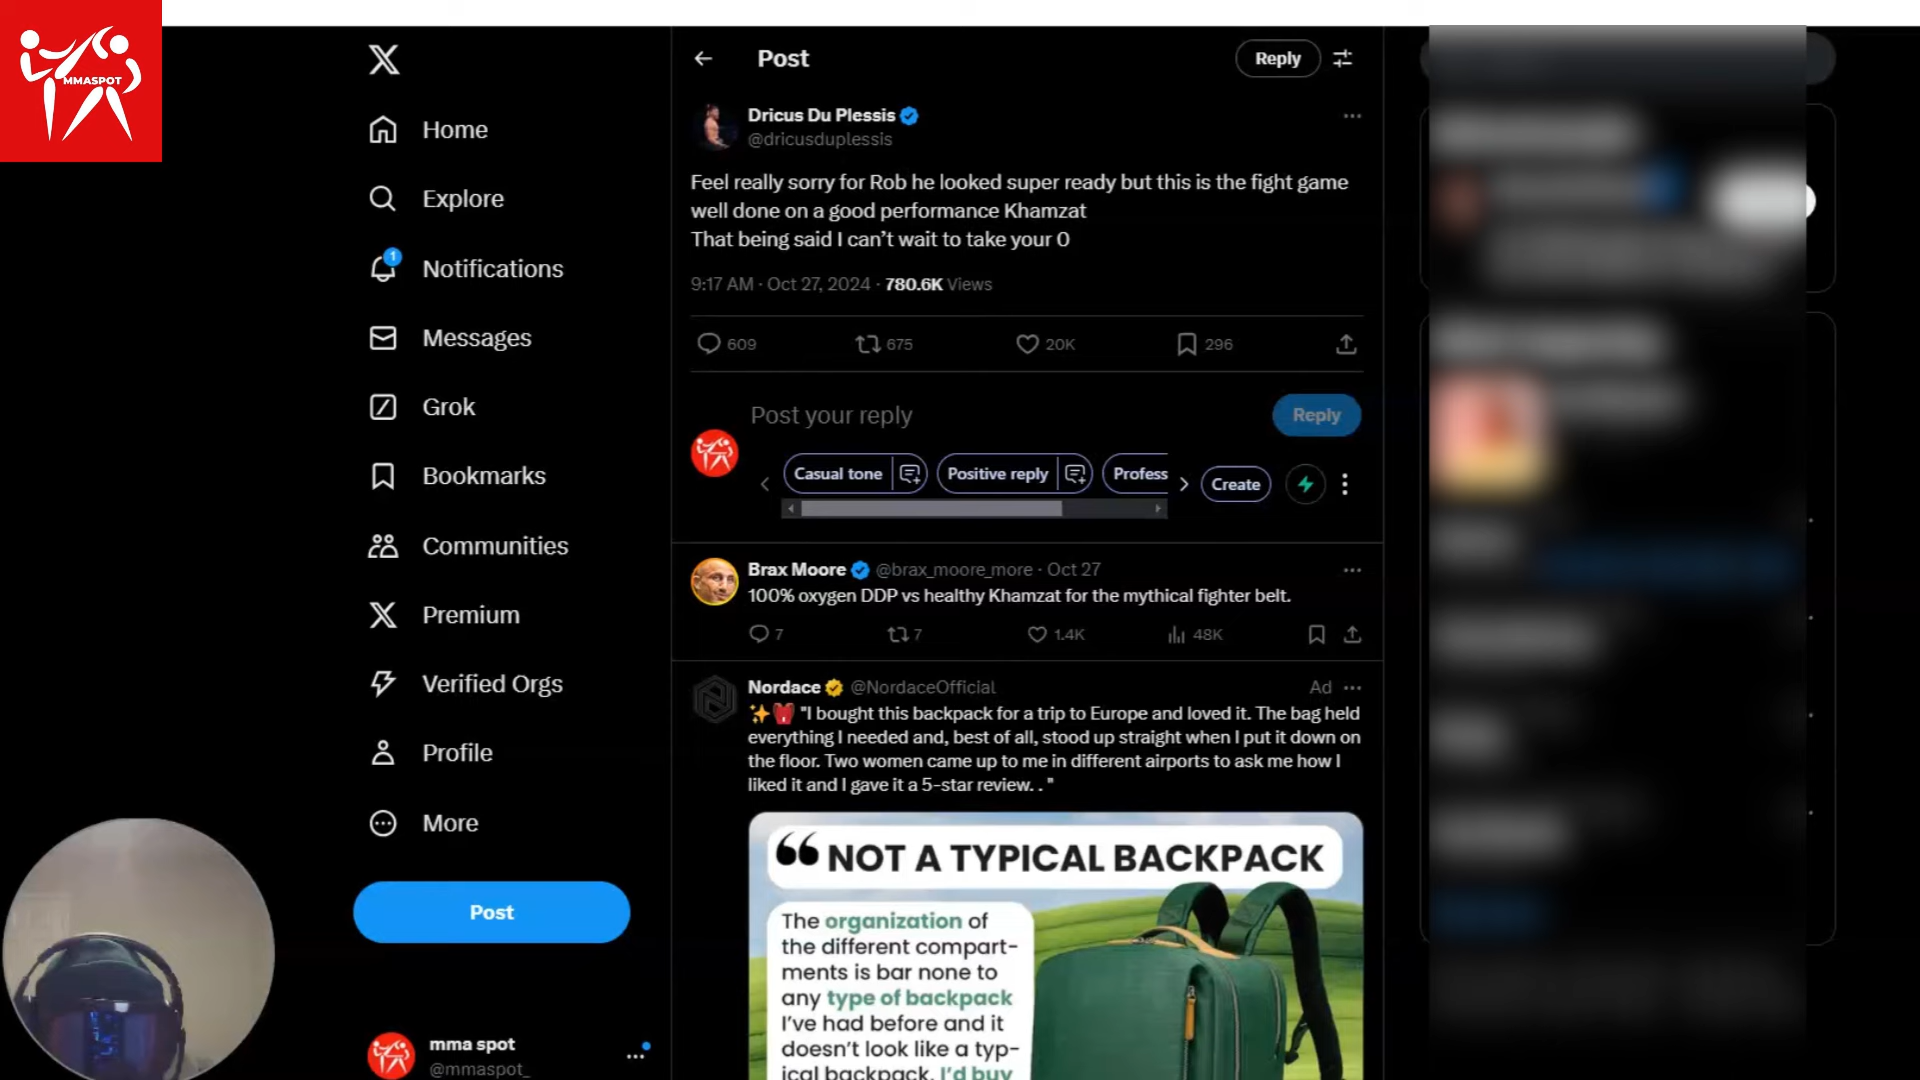 MMASPOT
Home
Explore
1
Notifications
Messages
Grok
Bookmarks
Communities
Premium
Verified Orgs
Profile
More
Post
mma spot
@mmaspot_
Post
Reply
Dricus Du Plessis
@dricusduplessis
Feel really sorry for Rob he looked super ready but this is the fight game
well done on a good performance Khamzat
That being said I can't wait to take your 0
9:17 AM · Oct 27, 2024 · 780.6K Views
609 675 20K 296
Post your reply
Reply
Casual tone Positive reply Profess Create
Brax Moore @brax_moore_more · Oct 27
100% oxygen DDP vs healthy Khamzat for the mythical fighter belt.
7 7 1.4K 48K
Nordace @NordaceOfficial Ad
"I bought this backpack for a trip to Europe and loved it. The bag held
everything I needed and, best of all, stood up straight when I put it down on
the floor. Two women came up to me in different airports to ask me how I
liked it and I gave it a 5-star review. . "
“NOT A TYPICAL BACKPACK
The organization of
the different compart-
ments is bar none to
any type of backpack
I've had before and it
doesn't look like a typ-
ical backpack. I'd buy